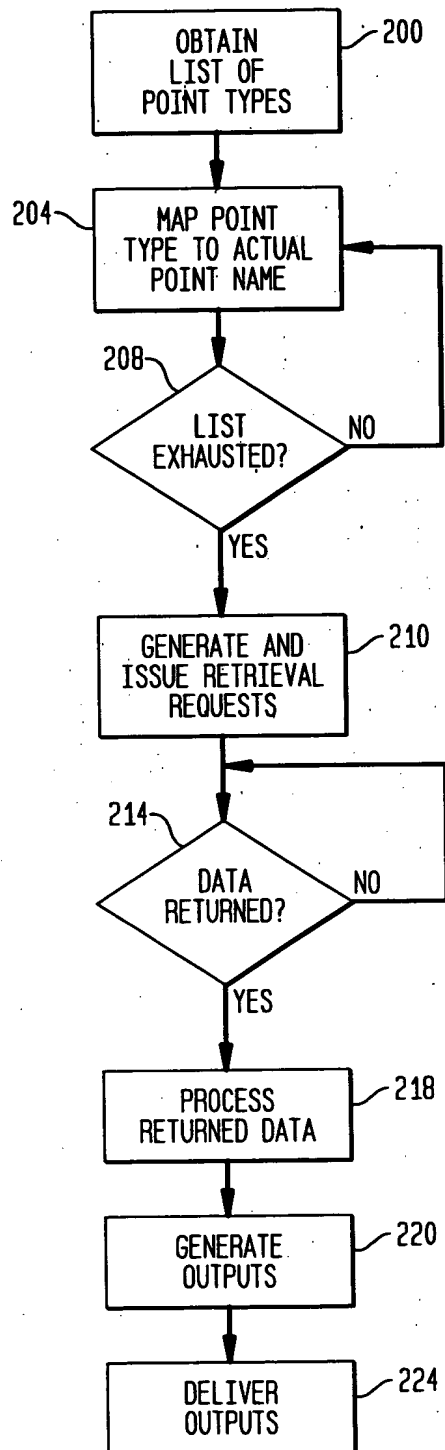 OBTAIN
LIST OF
POINT TYPES
200
204
MAP POINT
TYPE TO ACTUAL
POINT NAME
208
LIST
EXHAUSTED?
NO
YES
GENERATE AND
ISSUE RETRIEVAL
REQUESTS
210
214
DATA
RETURNED?
NO
YES
PROCESS
RETURNED DATA
218
GENERATE
OUTPUTS
220
DELIVER
OUTPUTS
224